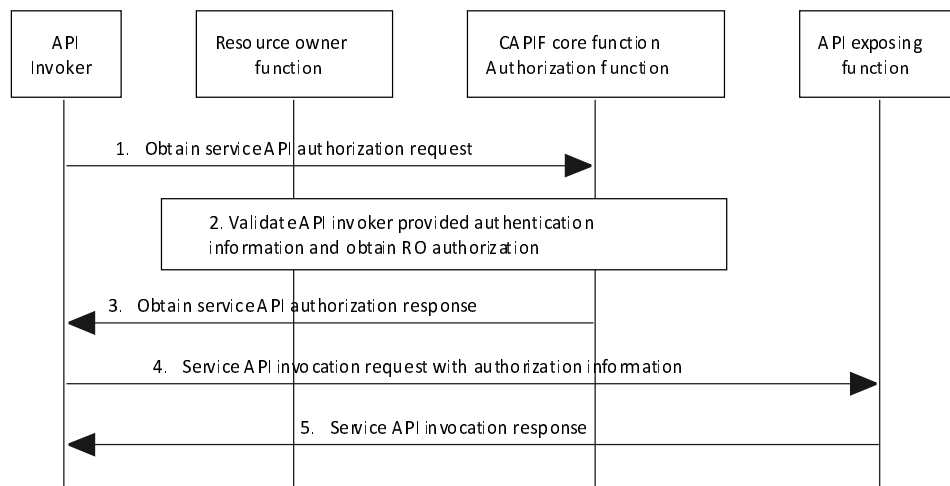 API
Invoker
Resource owner
function
CAPIF core function
Authorization function
API exposing
function
1. Obtain service API authorization request
2. Validate API invoker provided authentication
information and obtain RO authorization
3. Obtain service API authorization response
4. Service API invocation request with authorization information
5. Service API invocation response